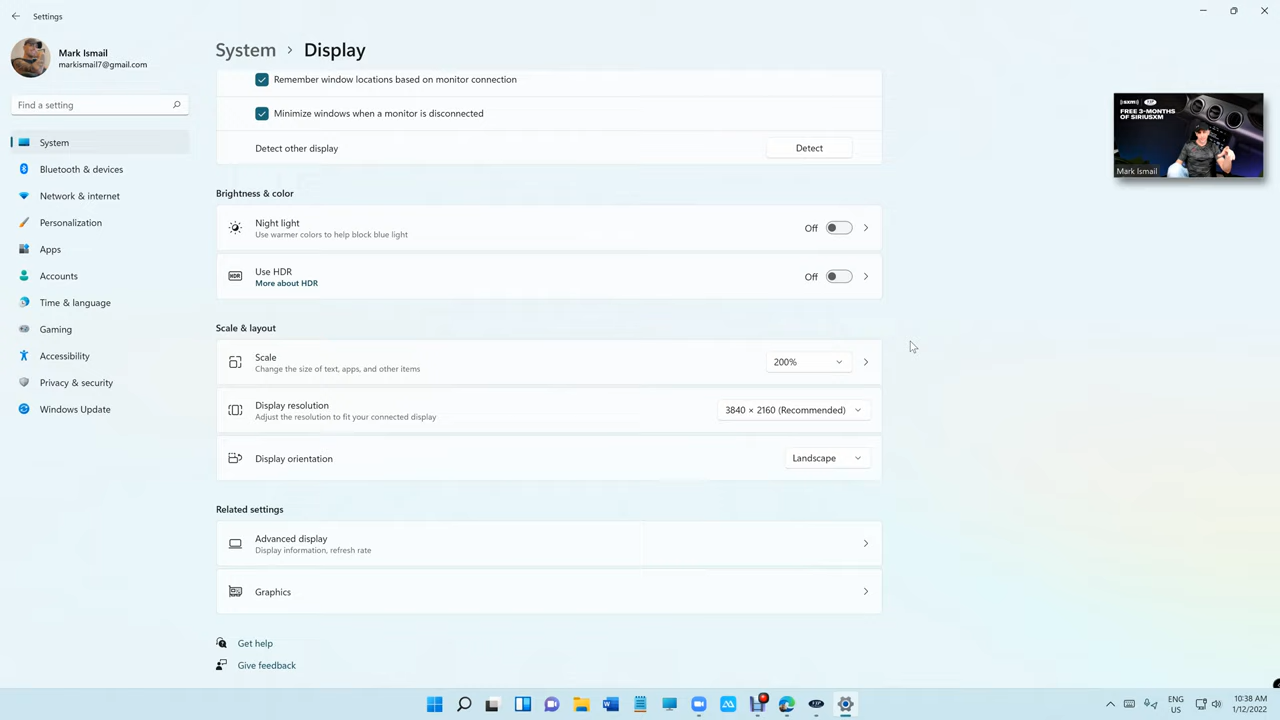 Settings
Mark Ismail
markismail7@gmail.com
Find a setting
System
Bluetooth & devices
Network & internet
Personalization
Apps
Accounts
Time & language
Gaming
Accessibility
Privacy & security
Windows Update
System > Display
Remember window locations based on monitor connection
Minimize windows when a monitor is disconnected
Detect other display
Detect
Brightness & color
Night light
Use warmer colors to help block blue light
Off
HDR
Use HDR
More about HDR
Off
Scale & layout
Scale
Change the size of text, apps, and other items
200%
Display resolution
Adjust the resolution to fit your connected display
3840 × 2160 (Recommended)
Display orientation
Landscape
Related settings
Advanced display
Display information, refresh rate
Graphics
Get help
Give feedback
FREE 3-MONTHS
OF SIRIUSXM
Mark Ismail
ENG
US
10:38 AM
1/12/2022